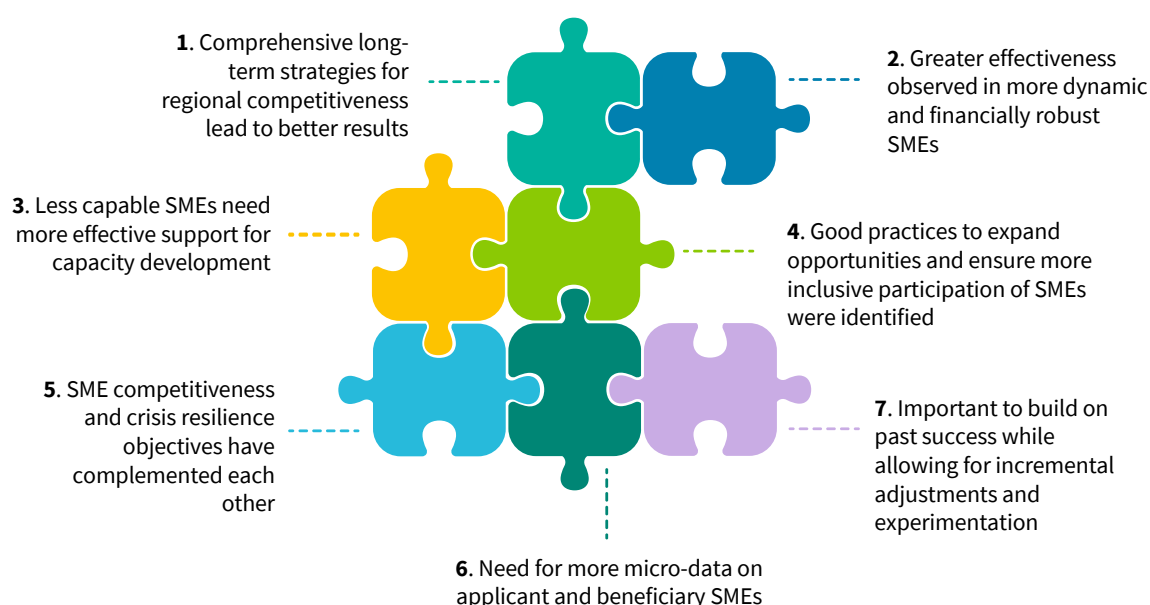 1. Comprehensive long-
term strategies for
regional competitiveness
lead to better results
2. Greater effectiveness
observed in more dynamic
and financially robust
SMEs
3. Less capable SMEs need
more effective support for
capacity development
4. Good practices to expand
opportunities and ensure more
inclusive participation of SMEs
were identified
5. SME competitiveness
and crisis resilience
objectives have
complemented each
other
7. Important to build on
past success while
allowing for incremental
adjustments and
experimentation
6. Need for more micro-data on
applicant and beneficiary SMEs